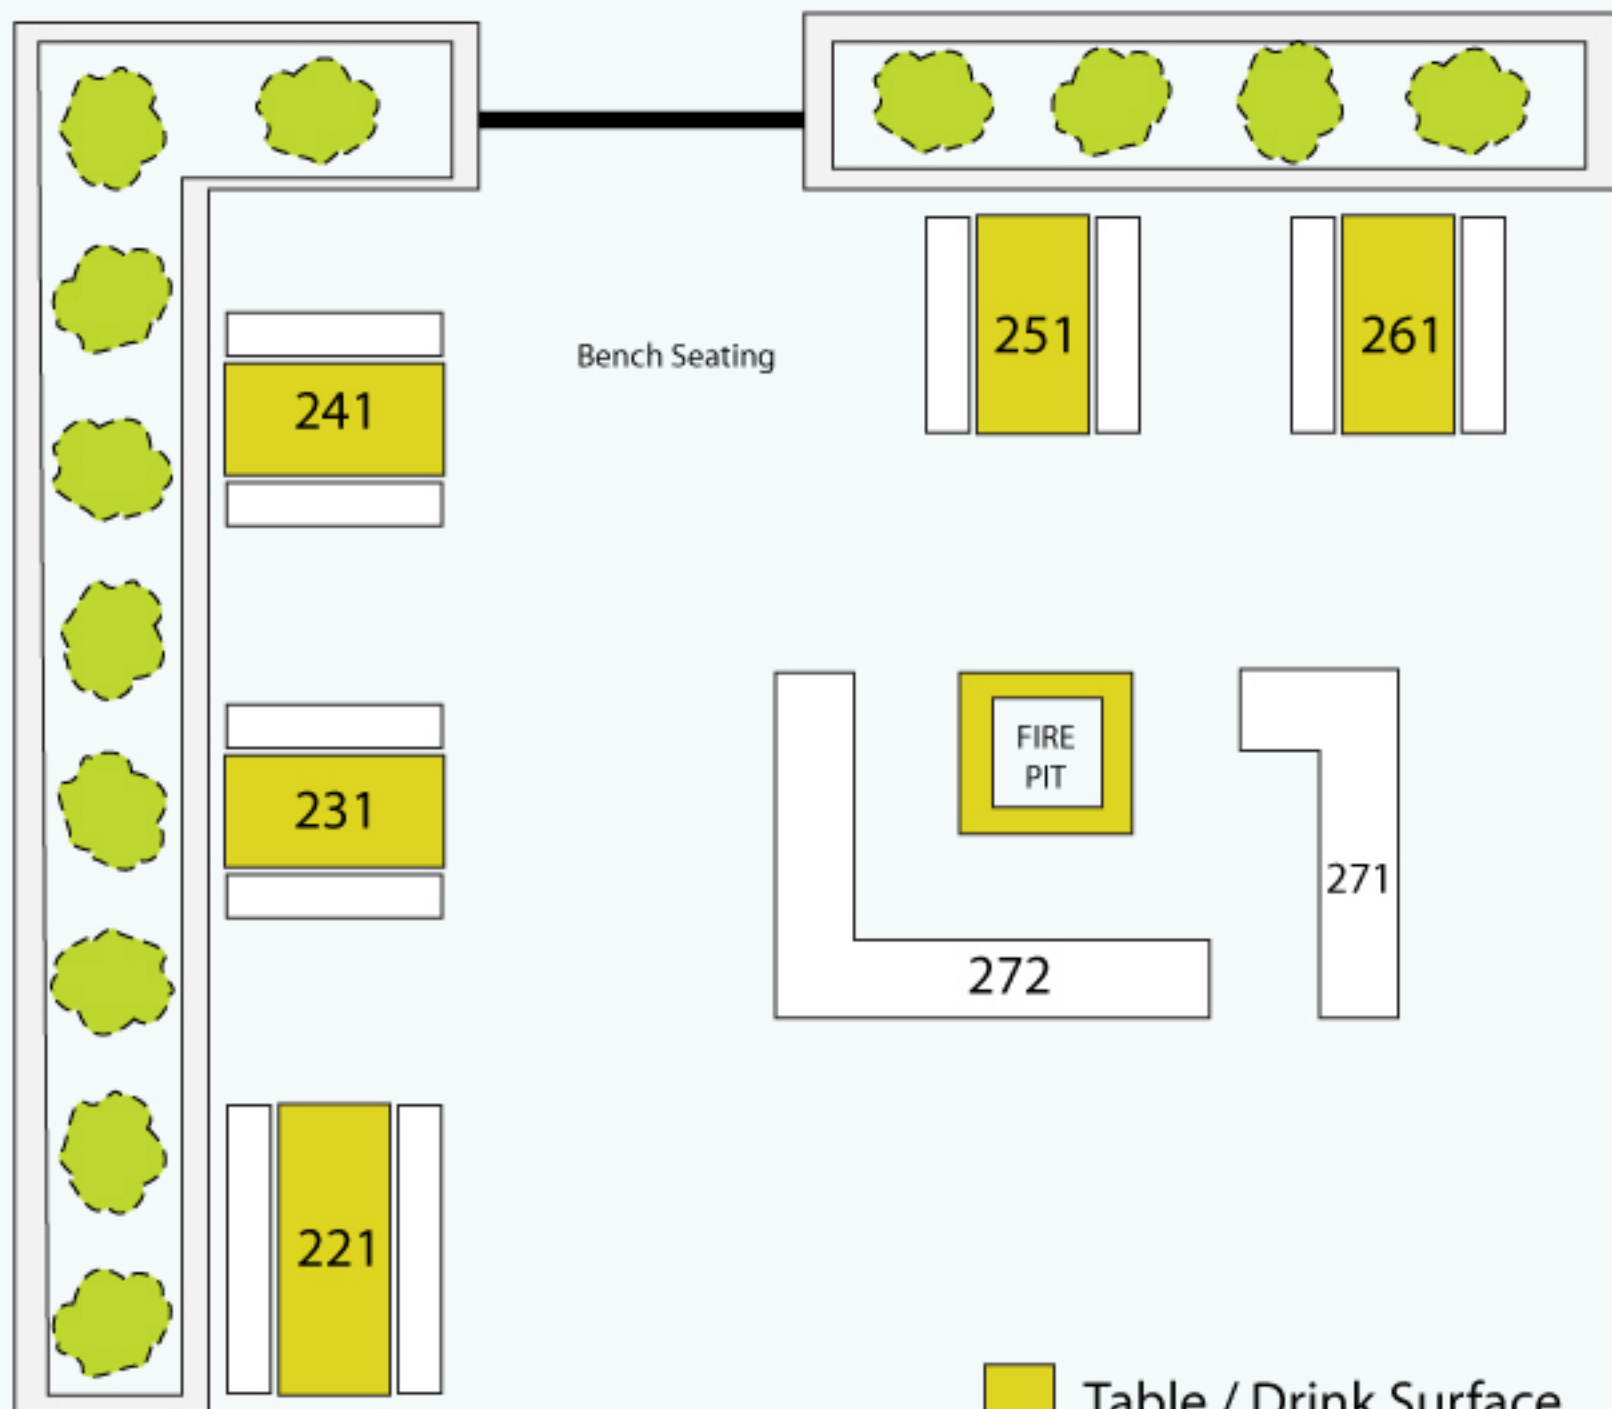 251
261
Bench Seating
241
FIRE
PIT
231
271
272
221
Table / Drink Surface